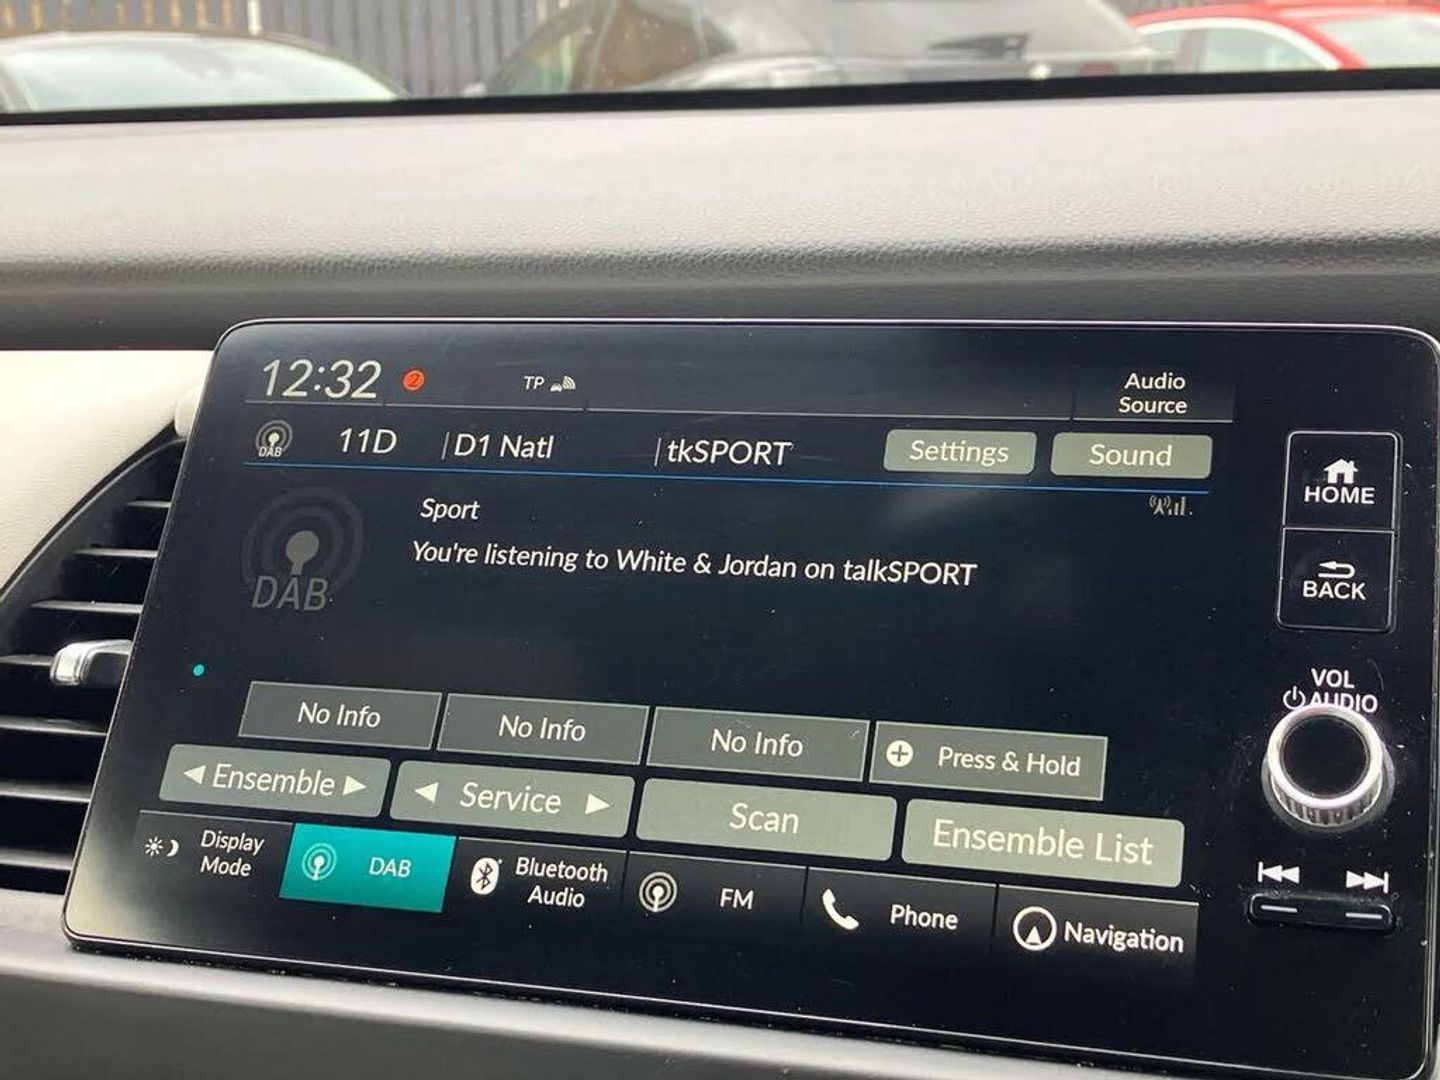 12:32 2 TP Audio Source
DAB 11D | D1 Natl | tkSPORT Settings Sound
Sport
You're listening to White & Jordan on talkSPORT
DAB
HOME
BACK
VOL
AUDIO
No Info No Info No Info + Press & Hold
Ensemble Service Scan Ensemble List
Display Mode DAB Bluetooth Audio FM Phone Navigation